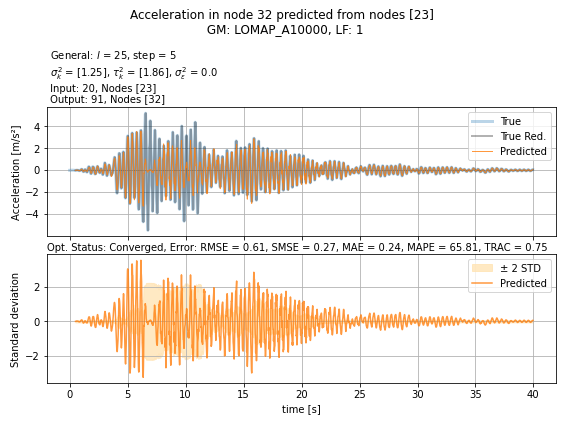 Acceleration in node 32 predicted from nodes [23]
GM: LOMAP_A10000, LF: 1
General: l = 25, step = 5
σ²ₖ = [1.25], τ²ₖ = [1.86], σ²ᵣ = 0.0
Input: 20, Nodes [23]
Output: 91, Nodes [32]
Acceleration [m/s²]
4
2
0
−2
−4
True
True Red.
Predicted
Opt. Status: Converged, Error: RMSE = 0.61, SMSE = 0.27, MAE = 0.24, MAPE = 65.81, TRAC = 0.75
Standard deviation
2
0
−2
± 2 STD
Predicted
0 5 10 15 20 25 30 35 40
time [s]